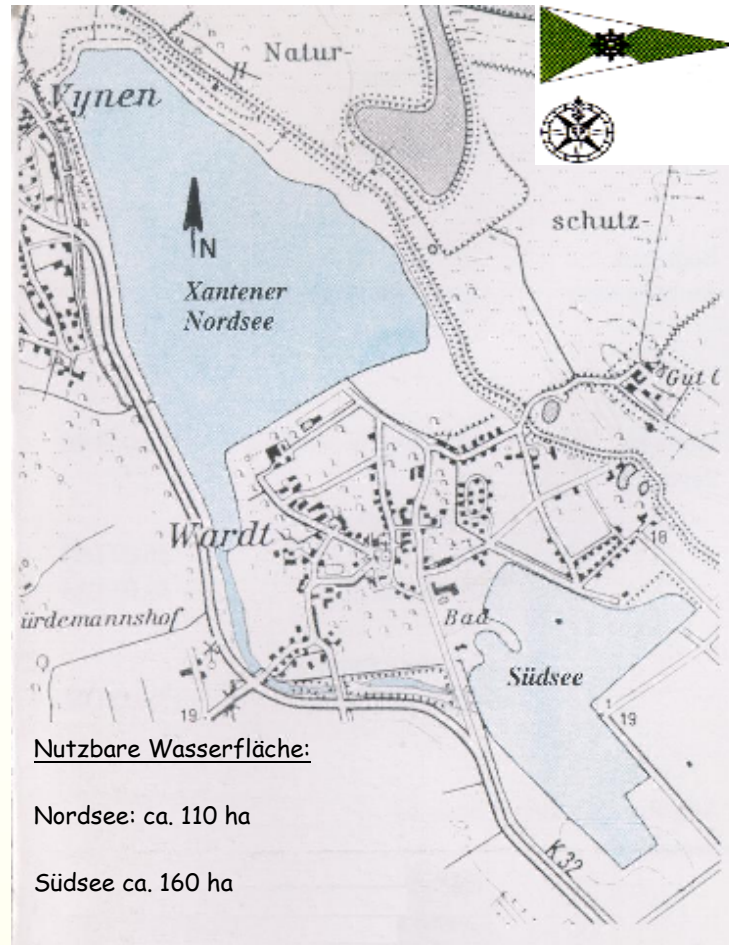 Natur-
Vynen
schutz-
N
Xantener
Nordsee
Gut
Wardt
18
ürdemannshof
Bad
Südsee
19
1
19
Nutzbare Wasserfläche:
Nordsee: ca. 110 ha
Südsee ca. 160 ha
K32